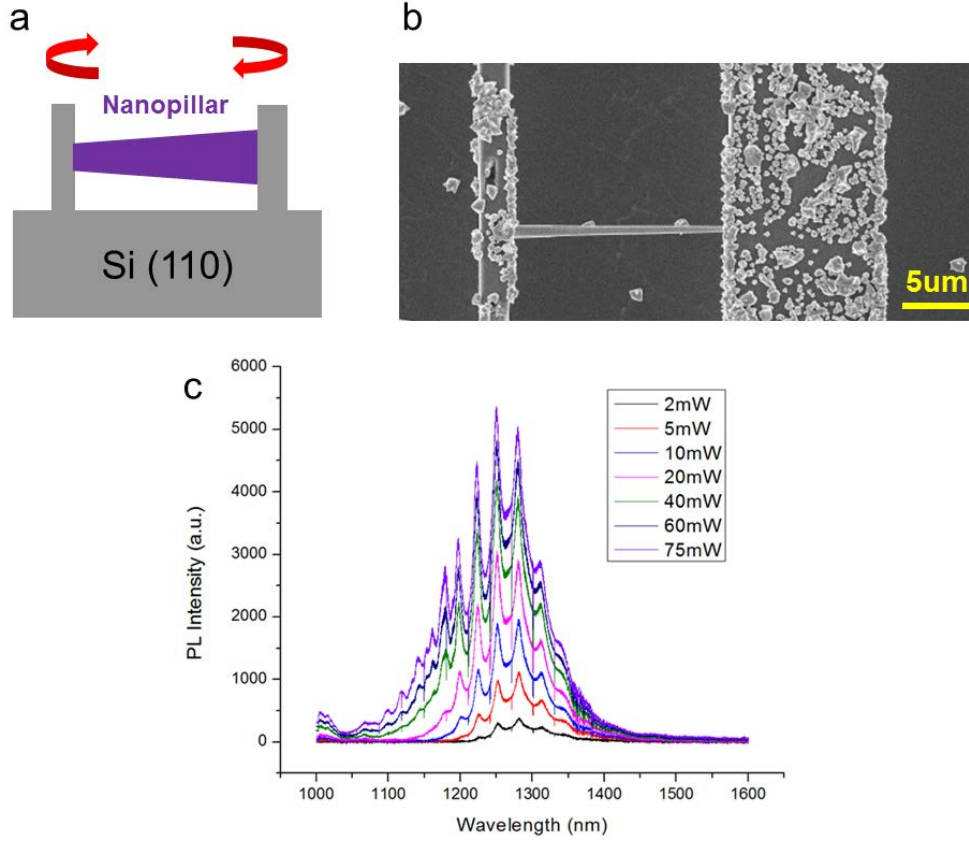 a
Nanopillar
Si (110)
b
5um
c
6000
5000
4000
3000
2000
1000
0
PL Intensity (a.u.)
2mW
5mW
10mW
20mW
40mW
60mW
75mW
1000 1100 1200 1300 1400 1500 1600
Wavelength (nm)